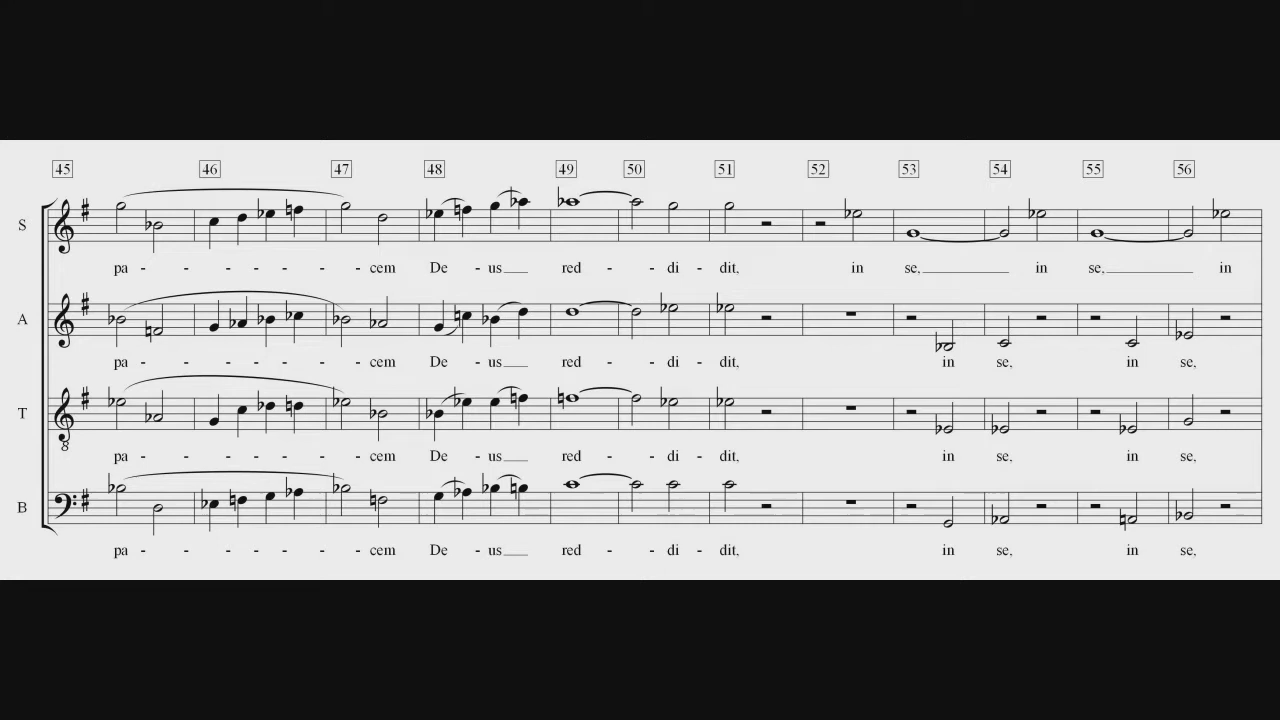 45 46 47 48 49 50 51 52 53 54 55 56
S
pa - - - - - - cem De - us red - - di - dit, in se, in se, in
A
pa - - - - - - cem De - us red - - di - dit, in se, in se,
T
8
pa - - - - - - cem De - us red - - di - dit, in se, in se,
B
pa - - - - - - cem De - us red - - di - dit, in se, in se,